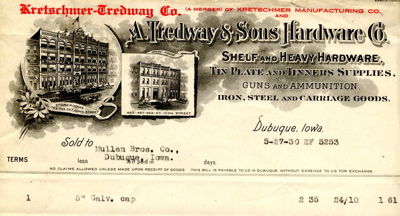 Kretschmer-Tredway Co. (A MERGER) OF KRETSCHMER MANUFACTURING CO.
AND
A. Tredway & Sons Hardware Co.
SHELF AND HEAVY HARDWARE,
TIN PLATE AND TINNERS SUPPLIES,
GUNS AND AMMUNITION
IRON, STEEL AND CARRIAGE GOODS.
Dubuque, Iowa.
Sold to 5-27-30 EF 5253
Mullen Bros. Co.,
Dubuque, Iowa.
TERMS less days
NO CLAIMS ALLOWED UNLESS MADE UPON RECEIPT OF GOODS. THIS BILL IS PAYABLE TO US IN DUBUQUE WITHOUT EXPENSE TO US FOR EXCHANGE.
1 5" Galv. cap 2 35 24/10 1 61